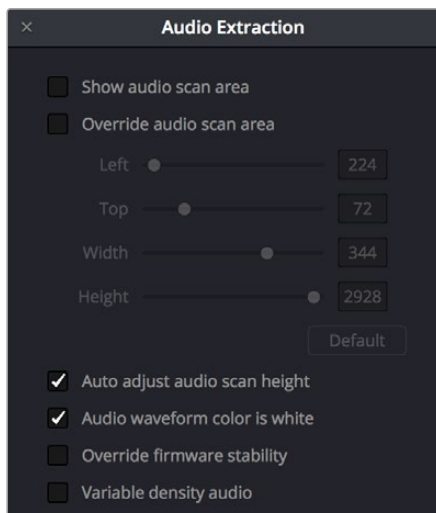 Audio Extraction
Show audio scan area
Override audio scan area
Left 224
Top 72
Width 344
Height 2928
Default
Auto adjust audio scan height
Audio waveform color is white
Override firmware stability
Variable density audio